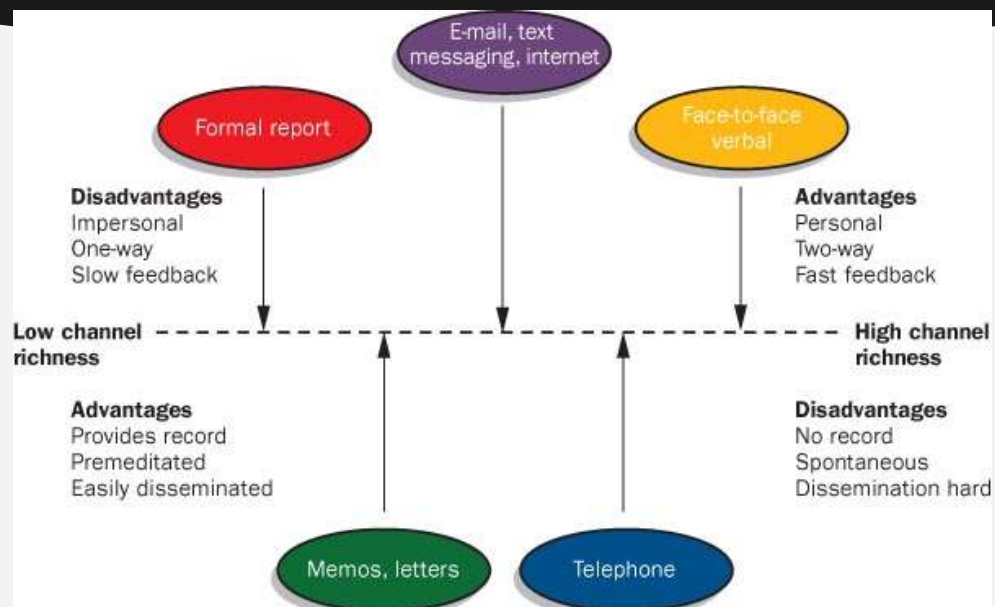 E-mail, text
messaging, internet
Formal report
Face-to-face
verbal
Disadvantages
Impersonal
One-way
Slow feedback
Advantages
Personal
Two-way
Fast feedback
Low channel
richness
High channel
richness
Advantages
Provides record
Premeditated
Easily disseminated
Disadvantages
No record
Spontaneous
Dissemination hard
Memos, letters
Telephone